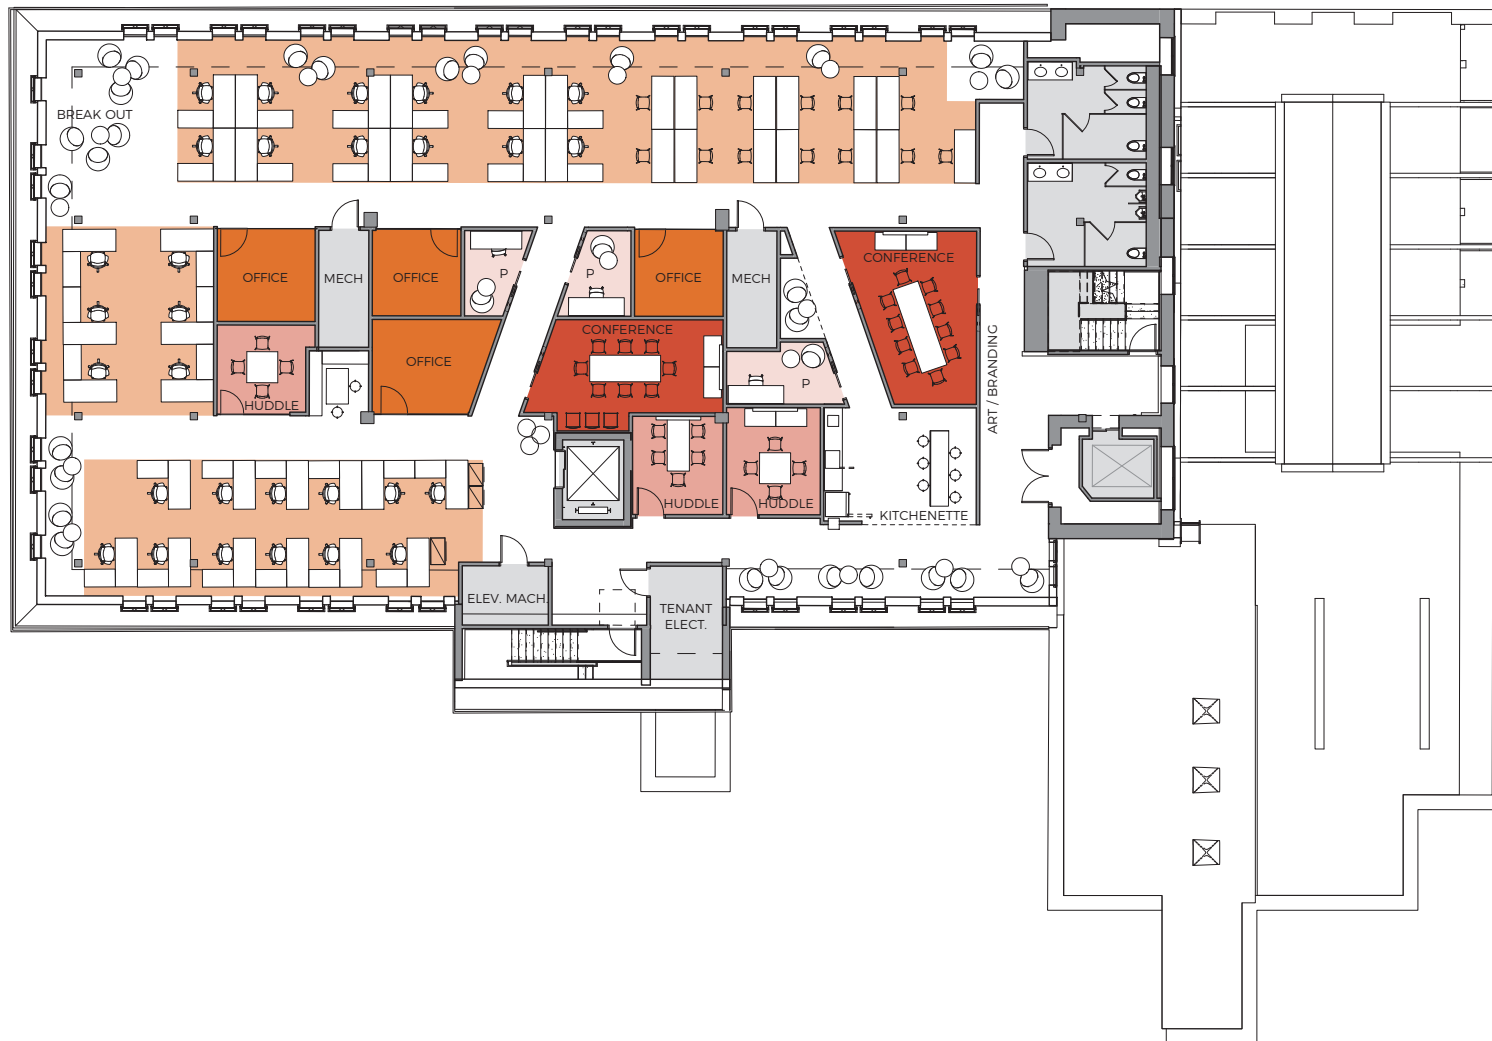 BREAK OUT
OFFICE
MECH
OFFICE
P
P
OFFICE
MECH
CONFERENCE
CONFERENCE
OFFICE
HUDDLE
P
ART / BRANDING
HUDDLE
HUDDLE
KITCHENETTE
ELEV. MACH.
TENANT
ELECT.